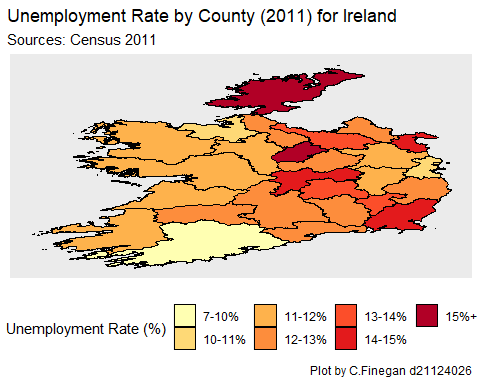 Unemployment Rate by County (2011) for Ireland
Sources: Census 2011
Unemployment Rate (%)
7-10%
10-11%
11-12%
12-13%
13-14%
14-15%
15%+
Plot by C.Finegan d21124026